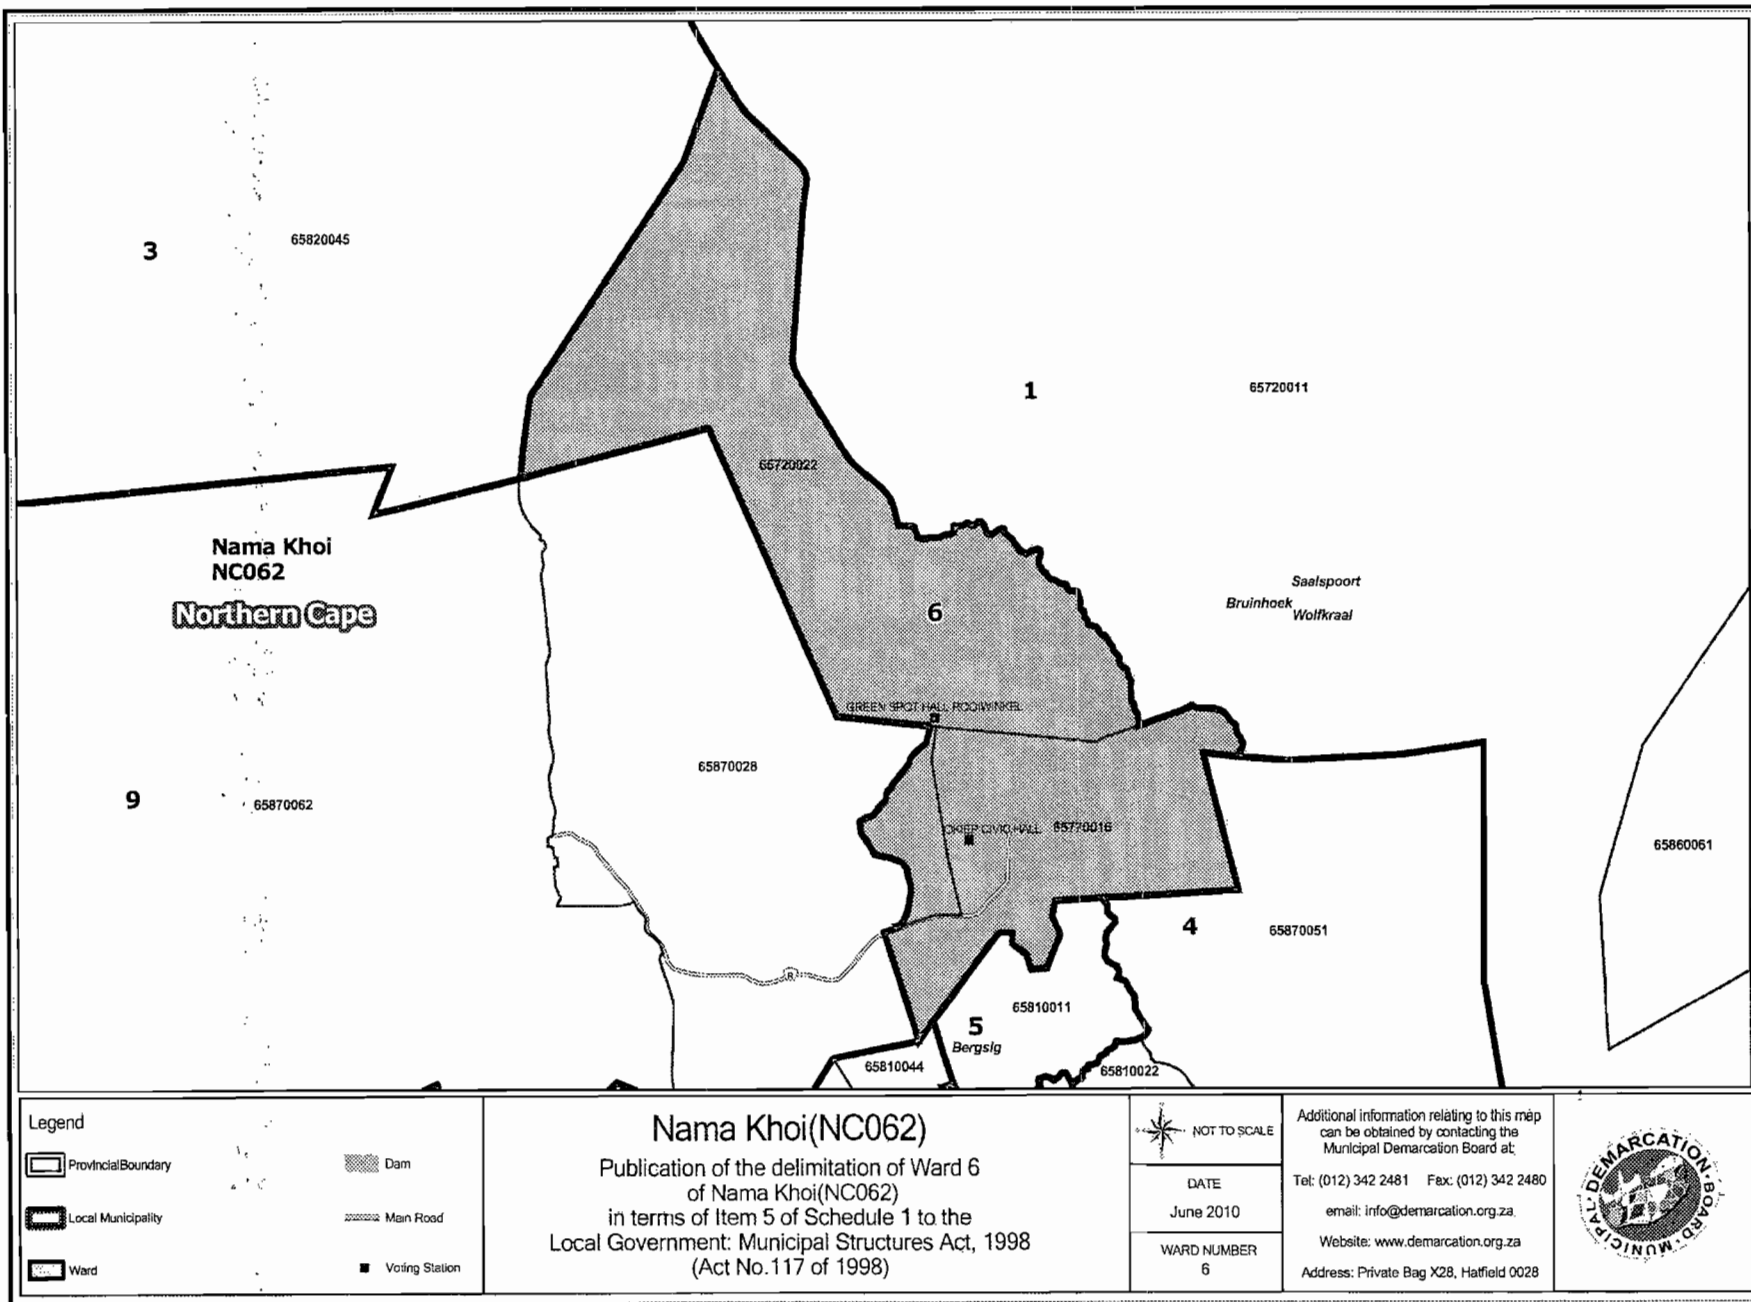 3
65820045
1
65720011
65720022
Nama Khoi
NC062
Northern Cape
6
Saalspoort
Bruinhoek
Wolfkraal
GREEN SPOT HALL ROOIWINKEL
65870028
9
65870062
OKIEP CIVIC HALL
65770016
65860061
4
65870051
R
65810011
5
Bergsig
65810044
65810022
Legend
Provincial Boundary
Dam
Local Municipality
Main Road
Ward
Voting Station
Nama Khoi(NC062)
Publication of the delimitation of Ward 6
of Nama Khoi(NC062)
in terms of Item 5 of Schedule 1 to the
Local Government: Municipal Structures Act, 1998
(Act No.117 of 1998)
NOT TO SCALE
DATE
June 2010
WARD NUMBER
6
Additional information relating to this map
can be obtained by contacting the
Municipal Demarcation Board at:
Tel: (012) 342 2481 Fax: (012) 342 2480
email: info@demarcation.org.za
Website: www.demarcation.org.za
Address: Private Bag X28, Hatfield 0028
MUNICIPAL DEMARCATION BOARD